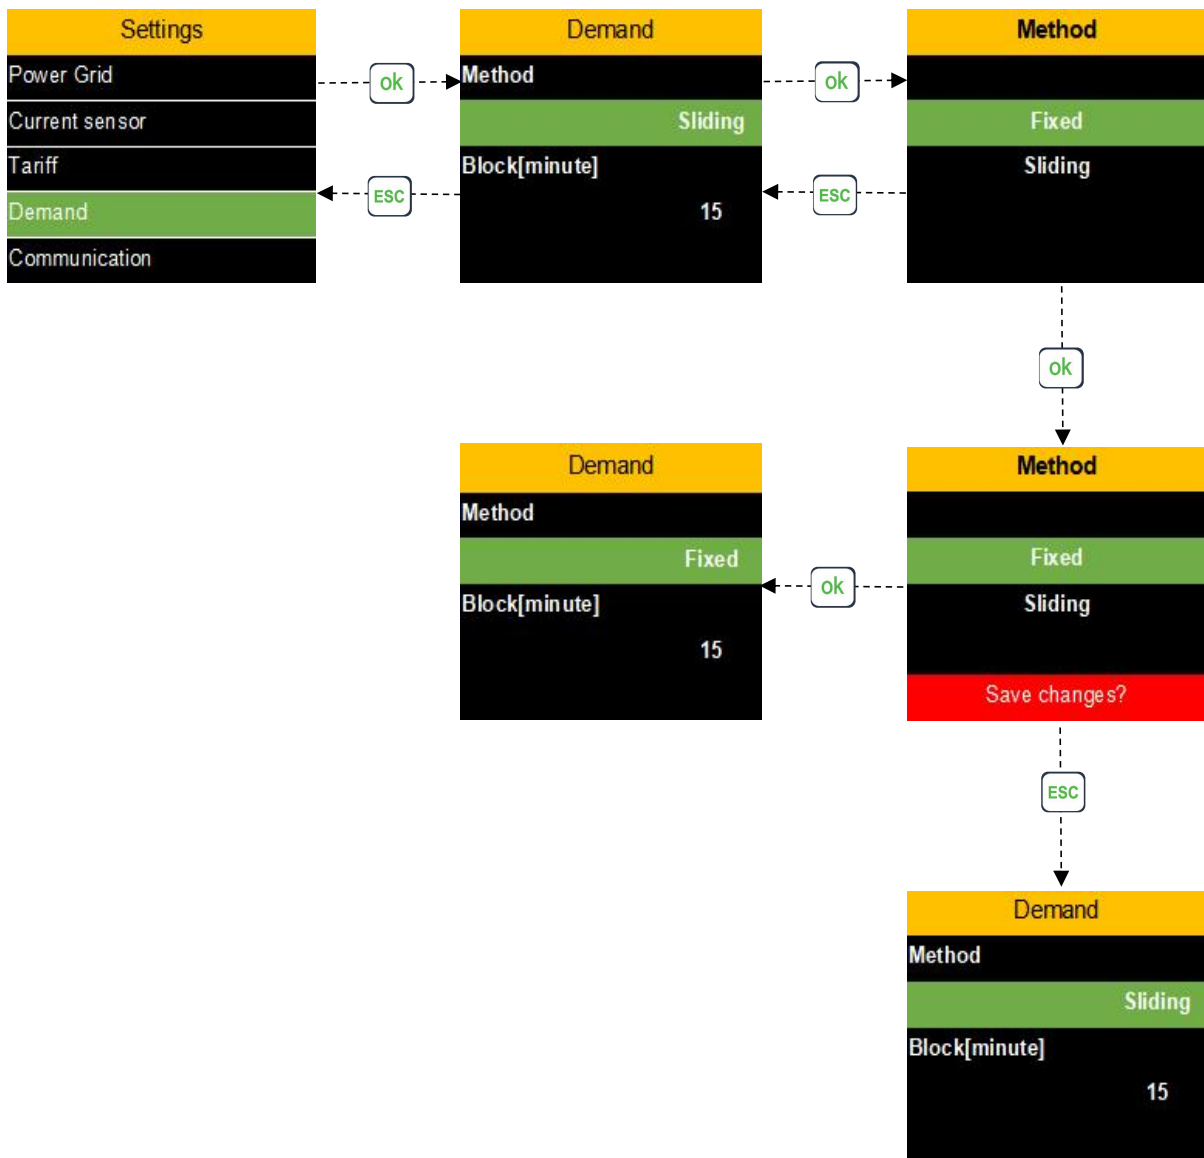 Settings
Power Grid
Current sensor
Tariff
Demand
Communication
ok
ESC
Demand
Method
Sliding
Block[minute]
15
ok
ESC
Method
Fixed
Sliding
ok
Method
Fixed
Sliding
Save changes?
ok
Demand
Method
Fixed
Block[minute]
15
ESC
Demand
Method
Sliding
Block[minute]
15